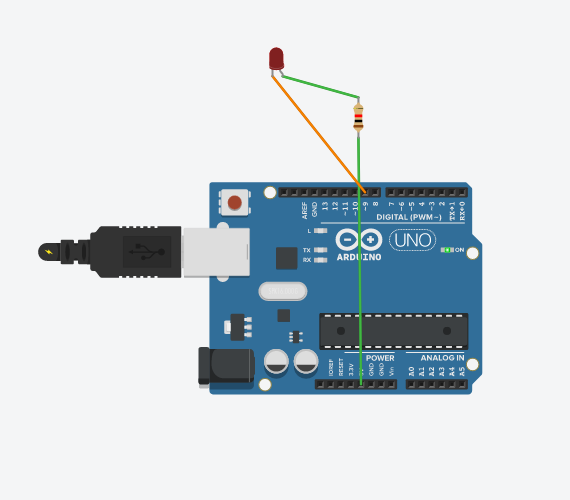 AREF
GND
13
12
~11
~10
~9
8
7
~6
~5
4
~3
2
TX→1
RX←0
DIGITAL (PWM ~)
L
TX
RX
UNO
ON
ARDUINO
POWER
ANALOG IN
IOREF
RESET
3.3V
GND
GND
Vin
A0
A1
A2
A3
A4
A5